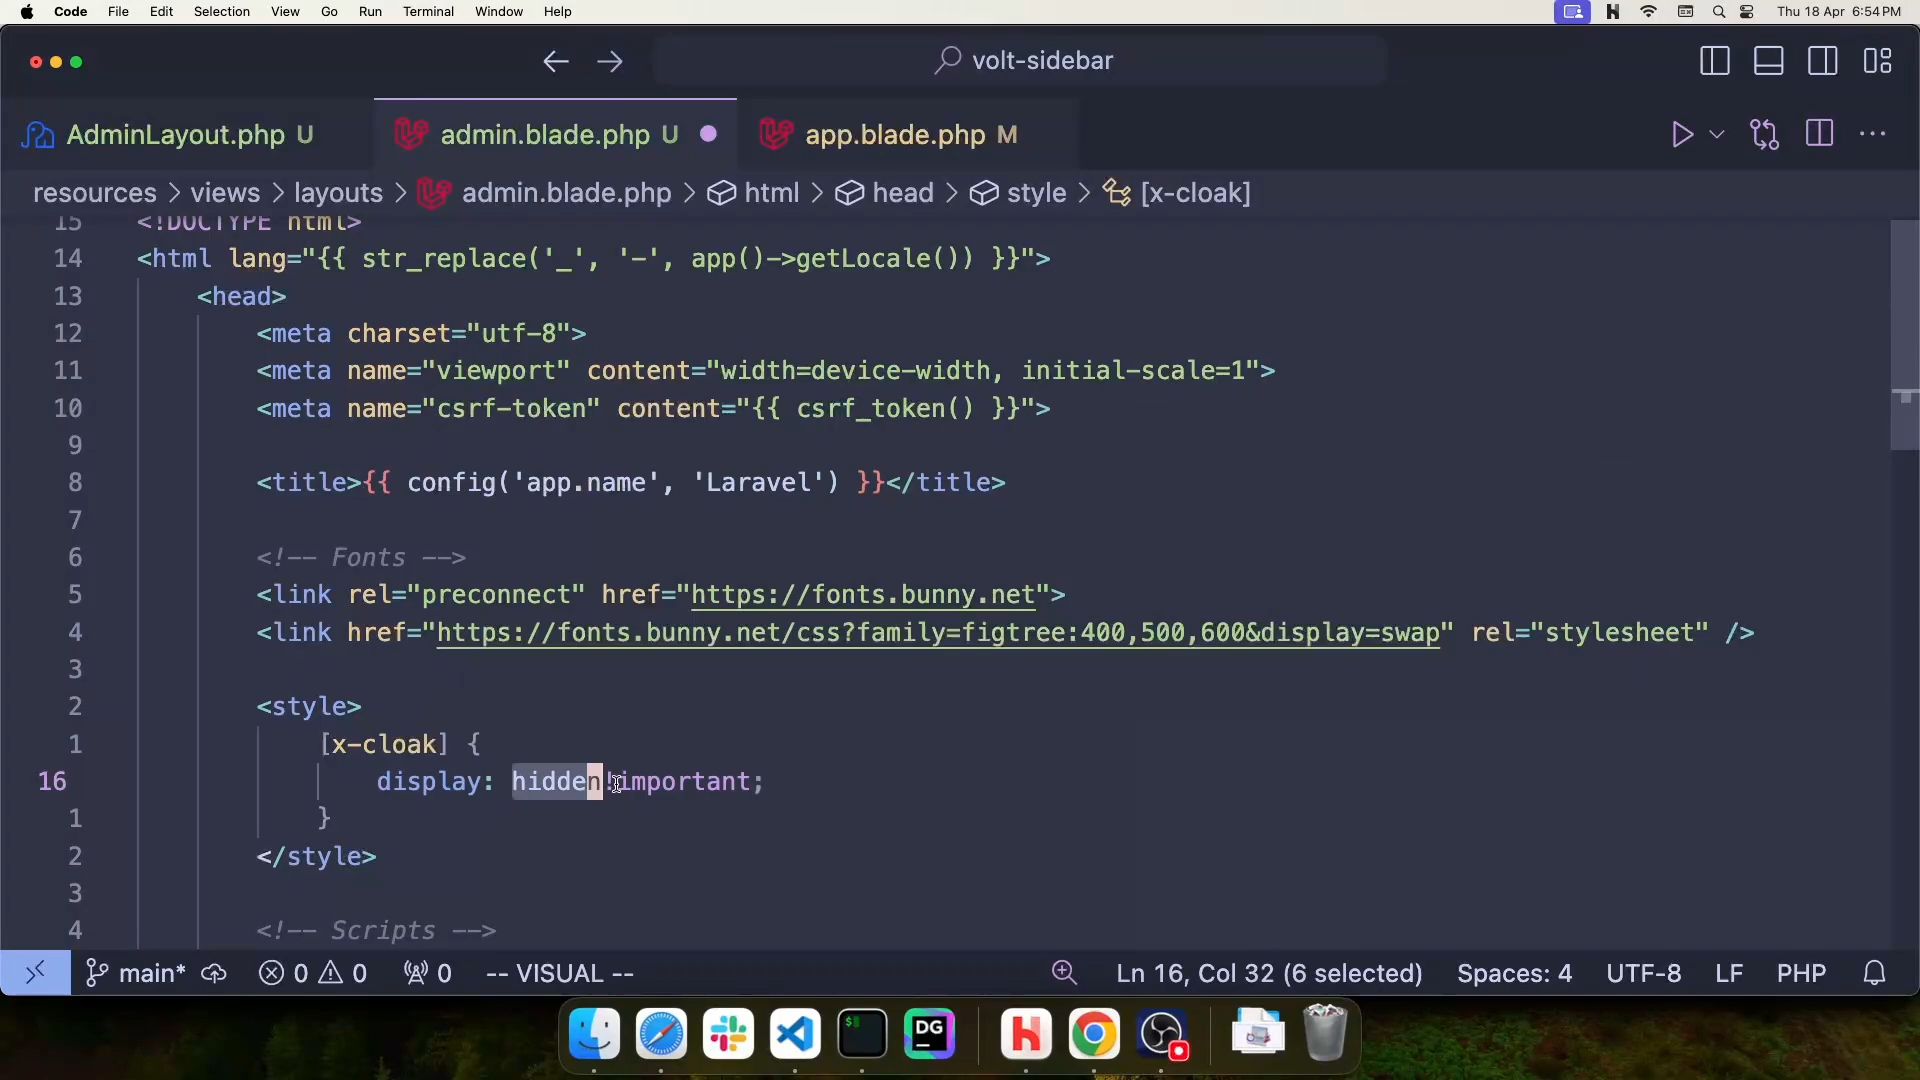 Code File Edit Selection View Go Run Terminal Window Help Thu 18 Apr 6:54 PM
volt-sidebar
AdminLayout.php U admin.blade.php U app.blade.php M
resources > views > layouts > admin.blade.php > html > head > style > [x-cloak]
15 <!DOCTYPE html>
14 <html lang="{{ str_replace('_', '-', app()->getLocale()) }}">
13 <head>
12 <meta charset="utf-8">
11 <meta name="viewport" content="width=device-width, initial-scale=1">
10 <meta name="csrf-token" content="{{ csrf_token() }}">
9
8 <title>{{ config('app.name', 'Laravel') }}</title>
7
6 <!-- Fonts -->
5 <link rel="preconnect" href="https://fonts.bunny.net">
4 <link href="https://fonts.bunny.net/css?family=figtree:400,500,600&display=swap" rel="stylesheet" />
3
2 <style>
1 [x-cloak] {
16 display: hidden!important;
1 }
2 </style>
3
4 <!-- Scripts -->
main* 0 0 0 -- VISUAL -- Ln 16, Col 32 (6 selected) Spaces: 4 UTF-8 LF PHP
$ DG h